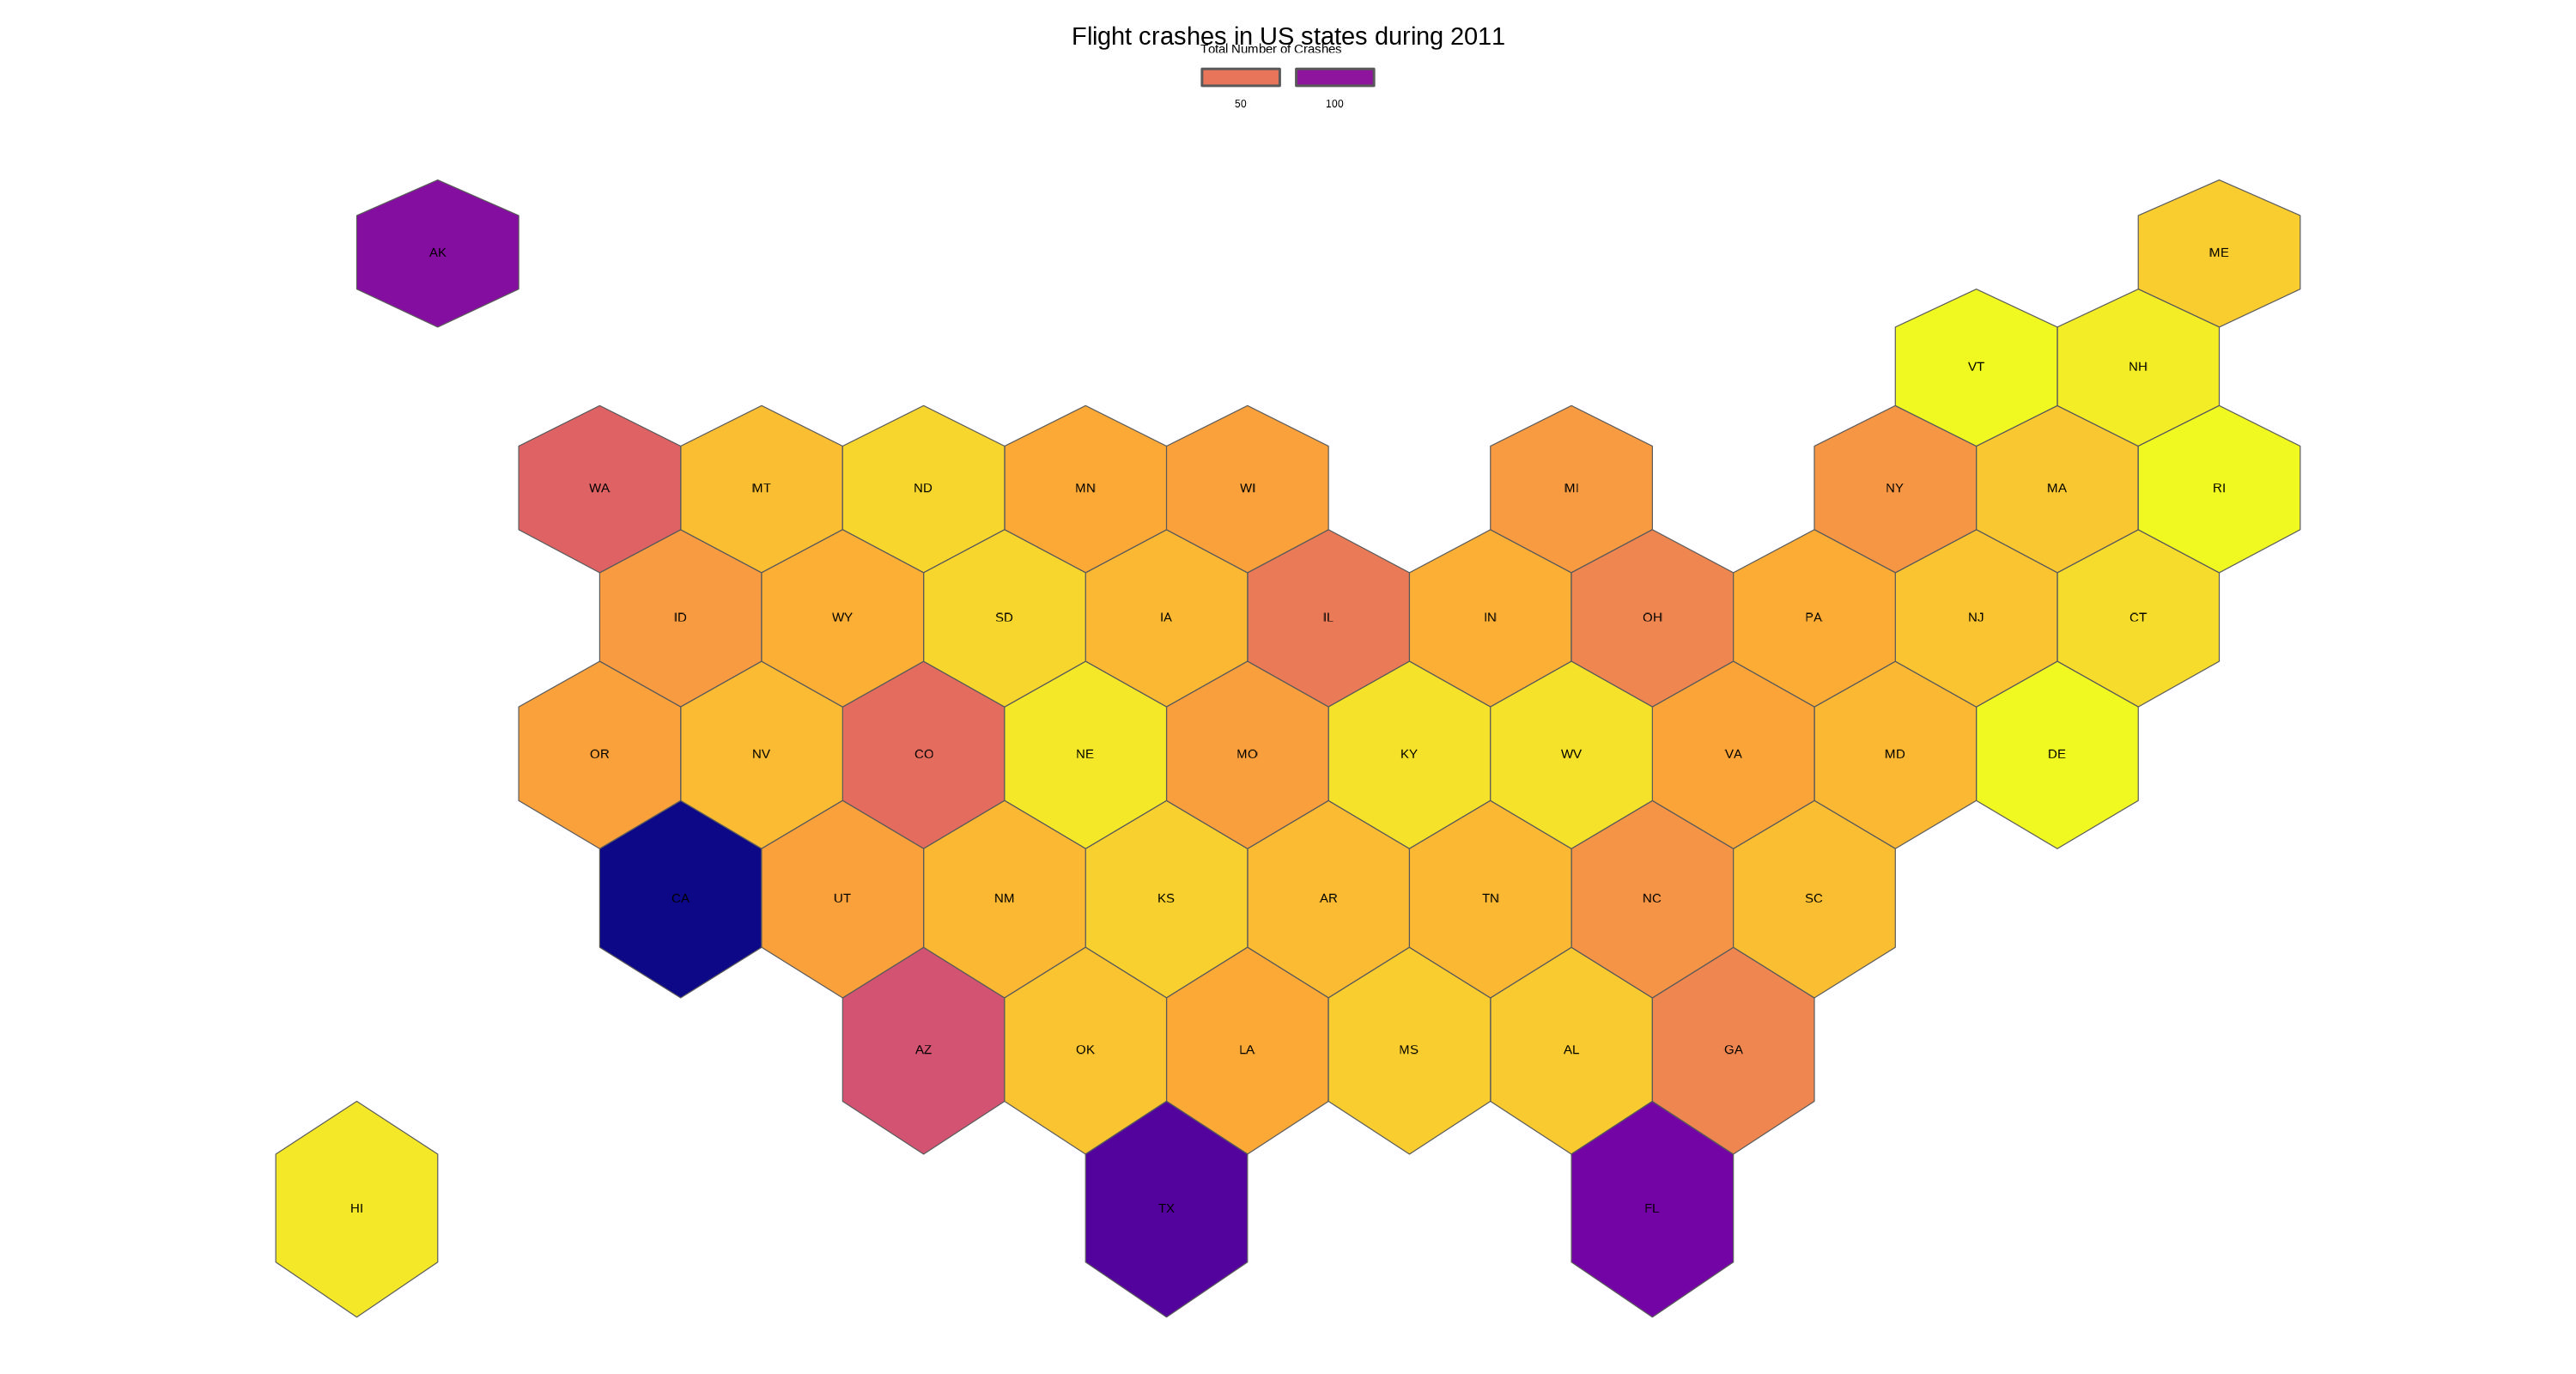 Flight crashes in US states during 2011
Total Number of Crashes
50 100
AK ME
VT NH
WA MT ND MN WI MI NY MA RI
ID WY SD IA IL IN OH PA NJ CT
OR NV CO NE MO KY WV VA MD DE
CA UT NM KS AR TN NC SC
AZ OK LA MS AL GA
HI TX FL